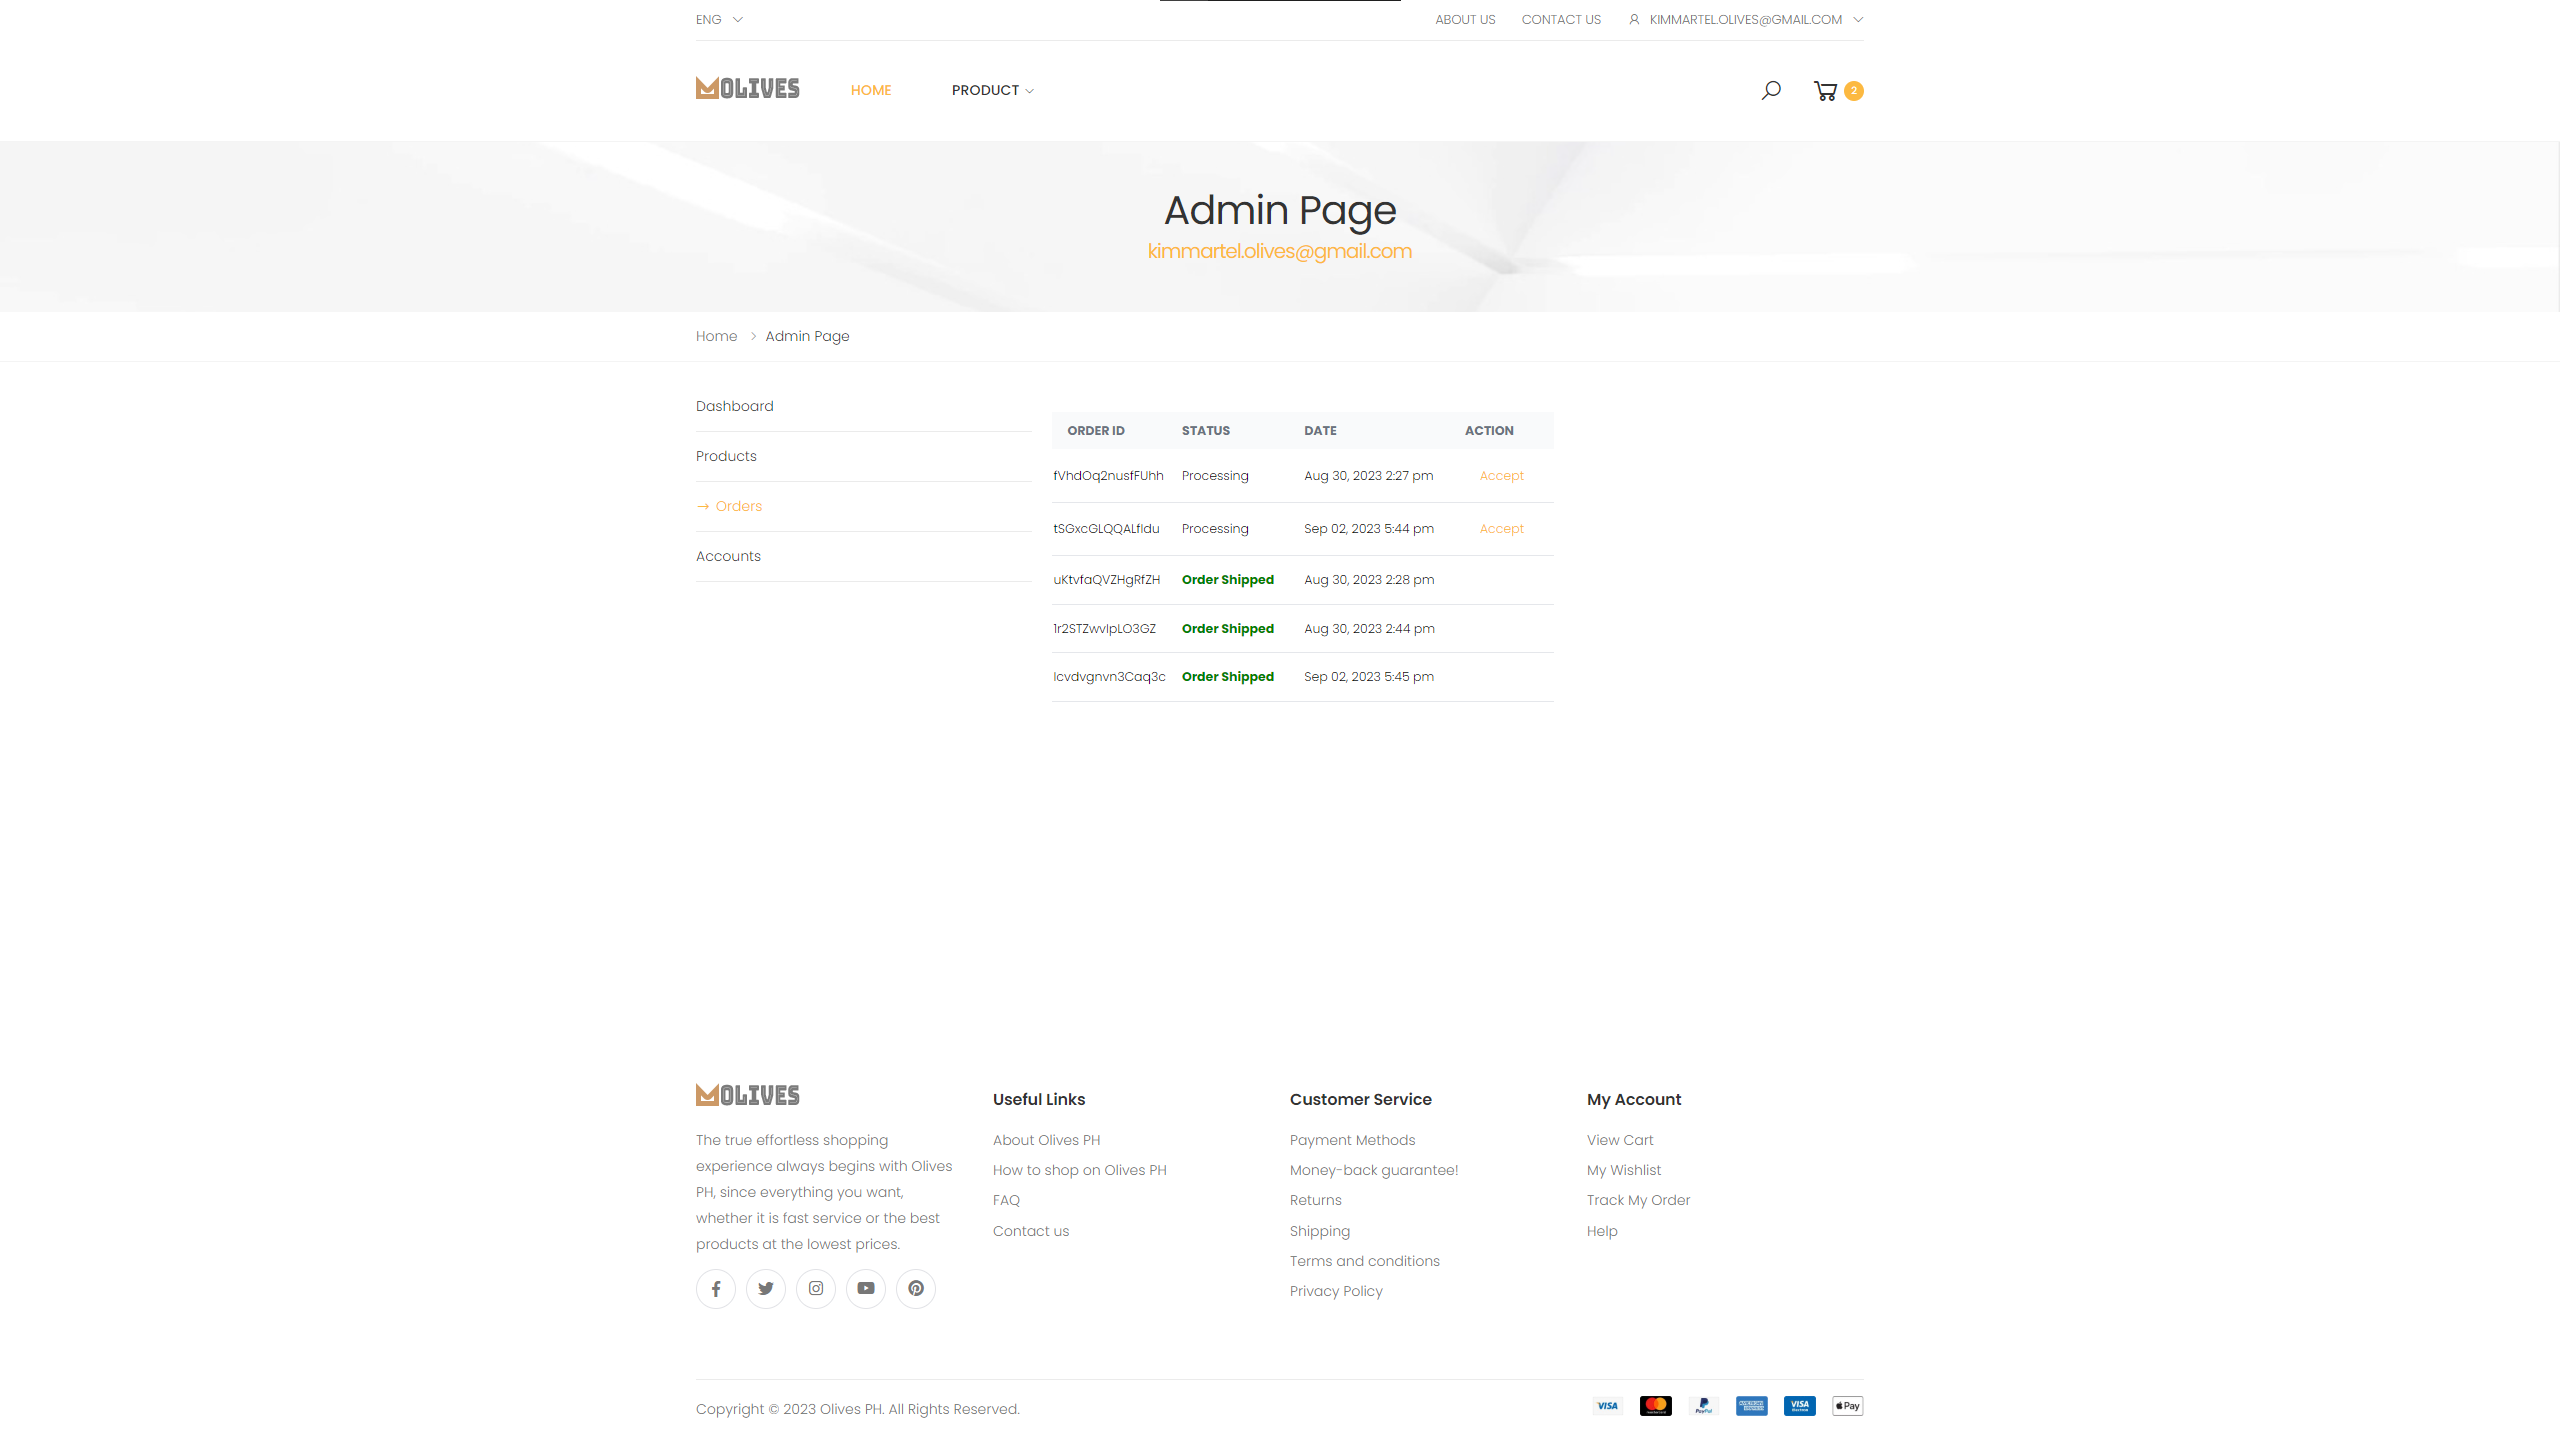 ENG
ABOUT US
CONTACT US
KIMMARTEL.OLIVES@GMAIL.COM
OLIVES
HOME
PRODUCT
2
Admin Page
kimmartel.olives@gmail.com
Home
Admin Page
Dashboard
Products
Orders
Accounts
ORDER ID STATUS DATE ACTION
fVhdOq2nusfFUhh Processing Aug 30, 2023 2:27 pm Accept
tSGxcGLQQALfIdu Processing Sep 02, 2023 5:44 pm Accept
uKtvfaQVZHgRfZH Order Shipped Aug 30, 2023 2:28 pm
1r2STZwvIpLO3GZ Order Shipped Aug 30, 2023 2:44 pm
lcvdvgnvn3Caq3c Order Shipped Sep 02, 2023 5:45 pm
OLIVES
The true effortless shopping
experience always begins with Olives
PH, since everything you want,
whether it is fast service or the best
products at the lowest prices.
Useful Links
About Olives PH
How to shop on Olives PH
FAQ
Contact us
Customer Service
Payment Methods
Money-back guarantee!
Returns
Shipping
Terms and conditions
Privacy Policy
My Account
View Cart
My Wishlist
Track My Order
Help
Copyright © 2023 Olives PH. All Rights Reserved.
VISA
PayPal
VISA
Pay